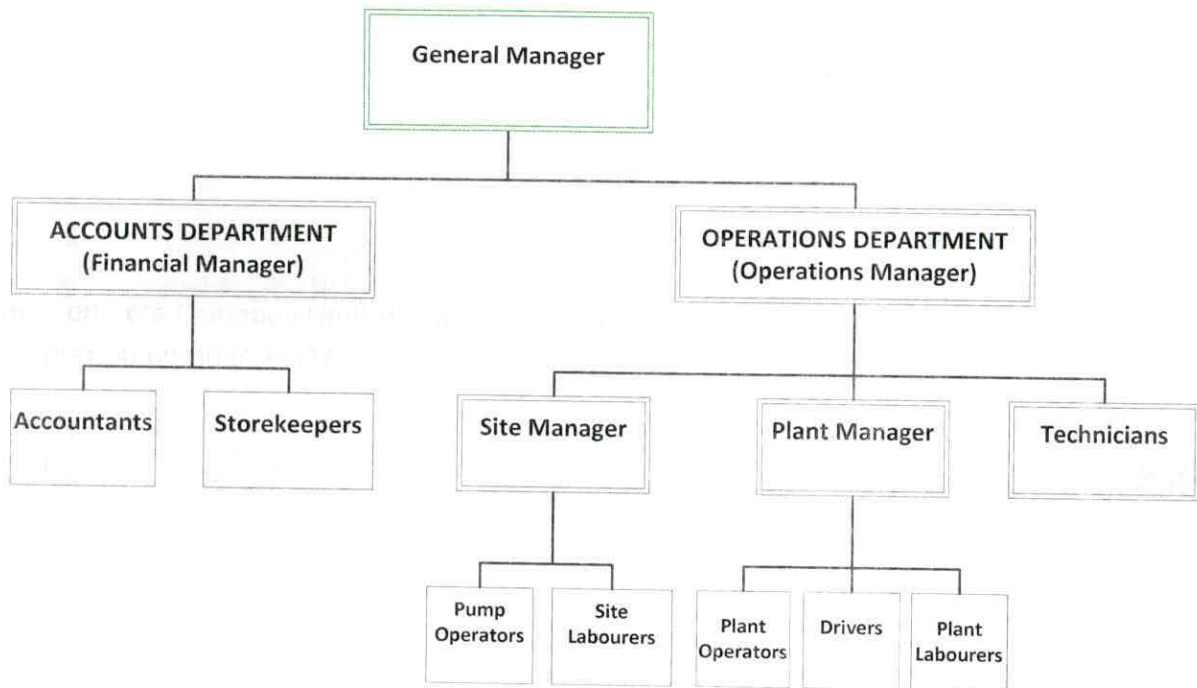 General Manager
ACCOUNTS DEPARTMENT
(Financial Manager)
OPERATIONS DEPARTMENT
(Operations Manager)
Accountants
Storekeepers
Site Manager
Plant Manager
Technicians
Pump
Operators
Site
Labourers
Plant
Operators
Drivers
Plant
Labourers